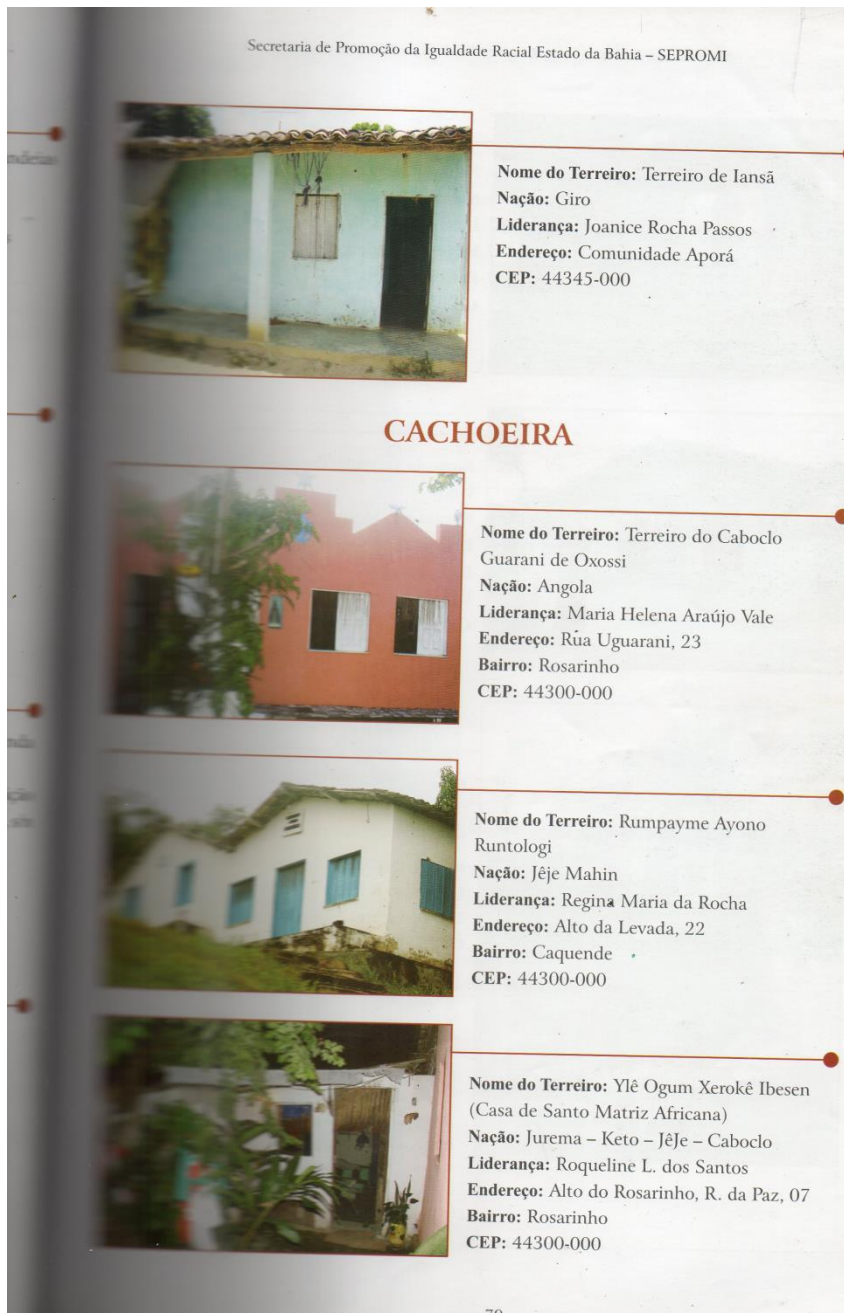 Secretaria de Promoção da Igualdade Racial Estado da Bahia – SEPROMI
Nome do Terreiro: Terreiro de Iansã
Nação: Giro
Liderança: Joanice Rocha Passos
Endereço: Comunidade Aporá
CEP: 44345-000
CACHOEIRA
Nome do Terreiro: Terreiro do Caboclo
Guarani de Oxossi
Nação: Angola
Liderança: Maria Helena Araújo Vale
Endereço: Rua Uguarani, 23
Bairro: Rosarinho
CEP: 44300-000
Nome do Terreiro: Rumpayme Ayono
Runtologi
Nação: Jêje Mahin
Liderança: Regina Maria da Rocha
Endereço: Alto da Levada, 22
Bairro: Caquende
CEP: 44300-000
Nome do Terreiro: Ylê Ogum Xerokê Ibesen
(Casa de Santo Matriz Africana)
Nação: Jurema – Keto – JêJe – Caboclo
Liderança: Roqueline L. dos Santos
Endereço: Alto do Rosarinho, R. da Paz, 07
Bairro: Rosarinho
CEP: 44300-000